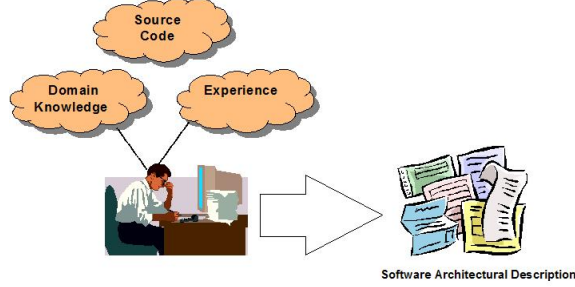 Source
Code
Domain
Knowledge
Experience
Software Architectural Description